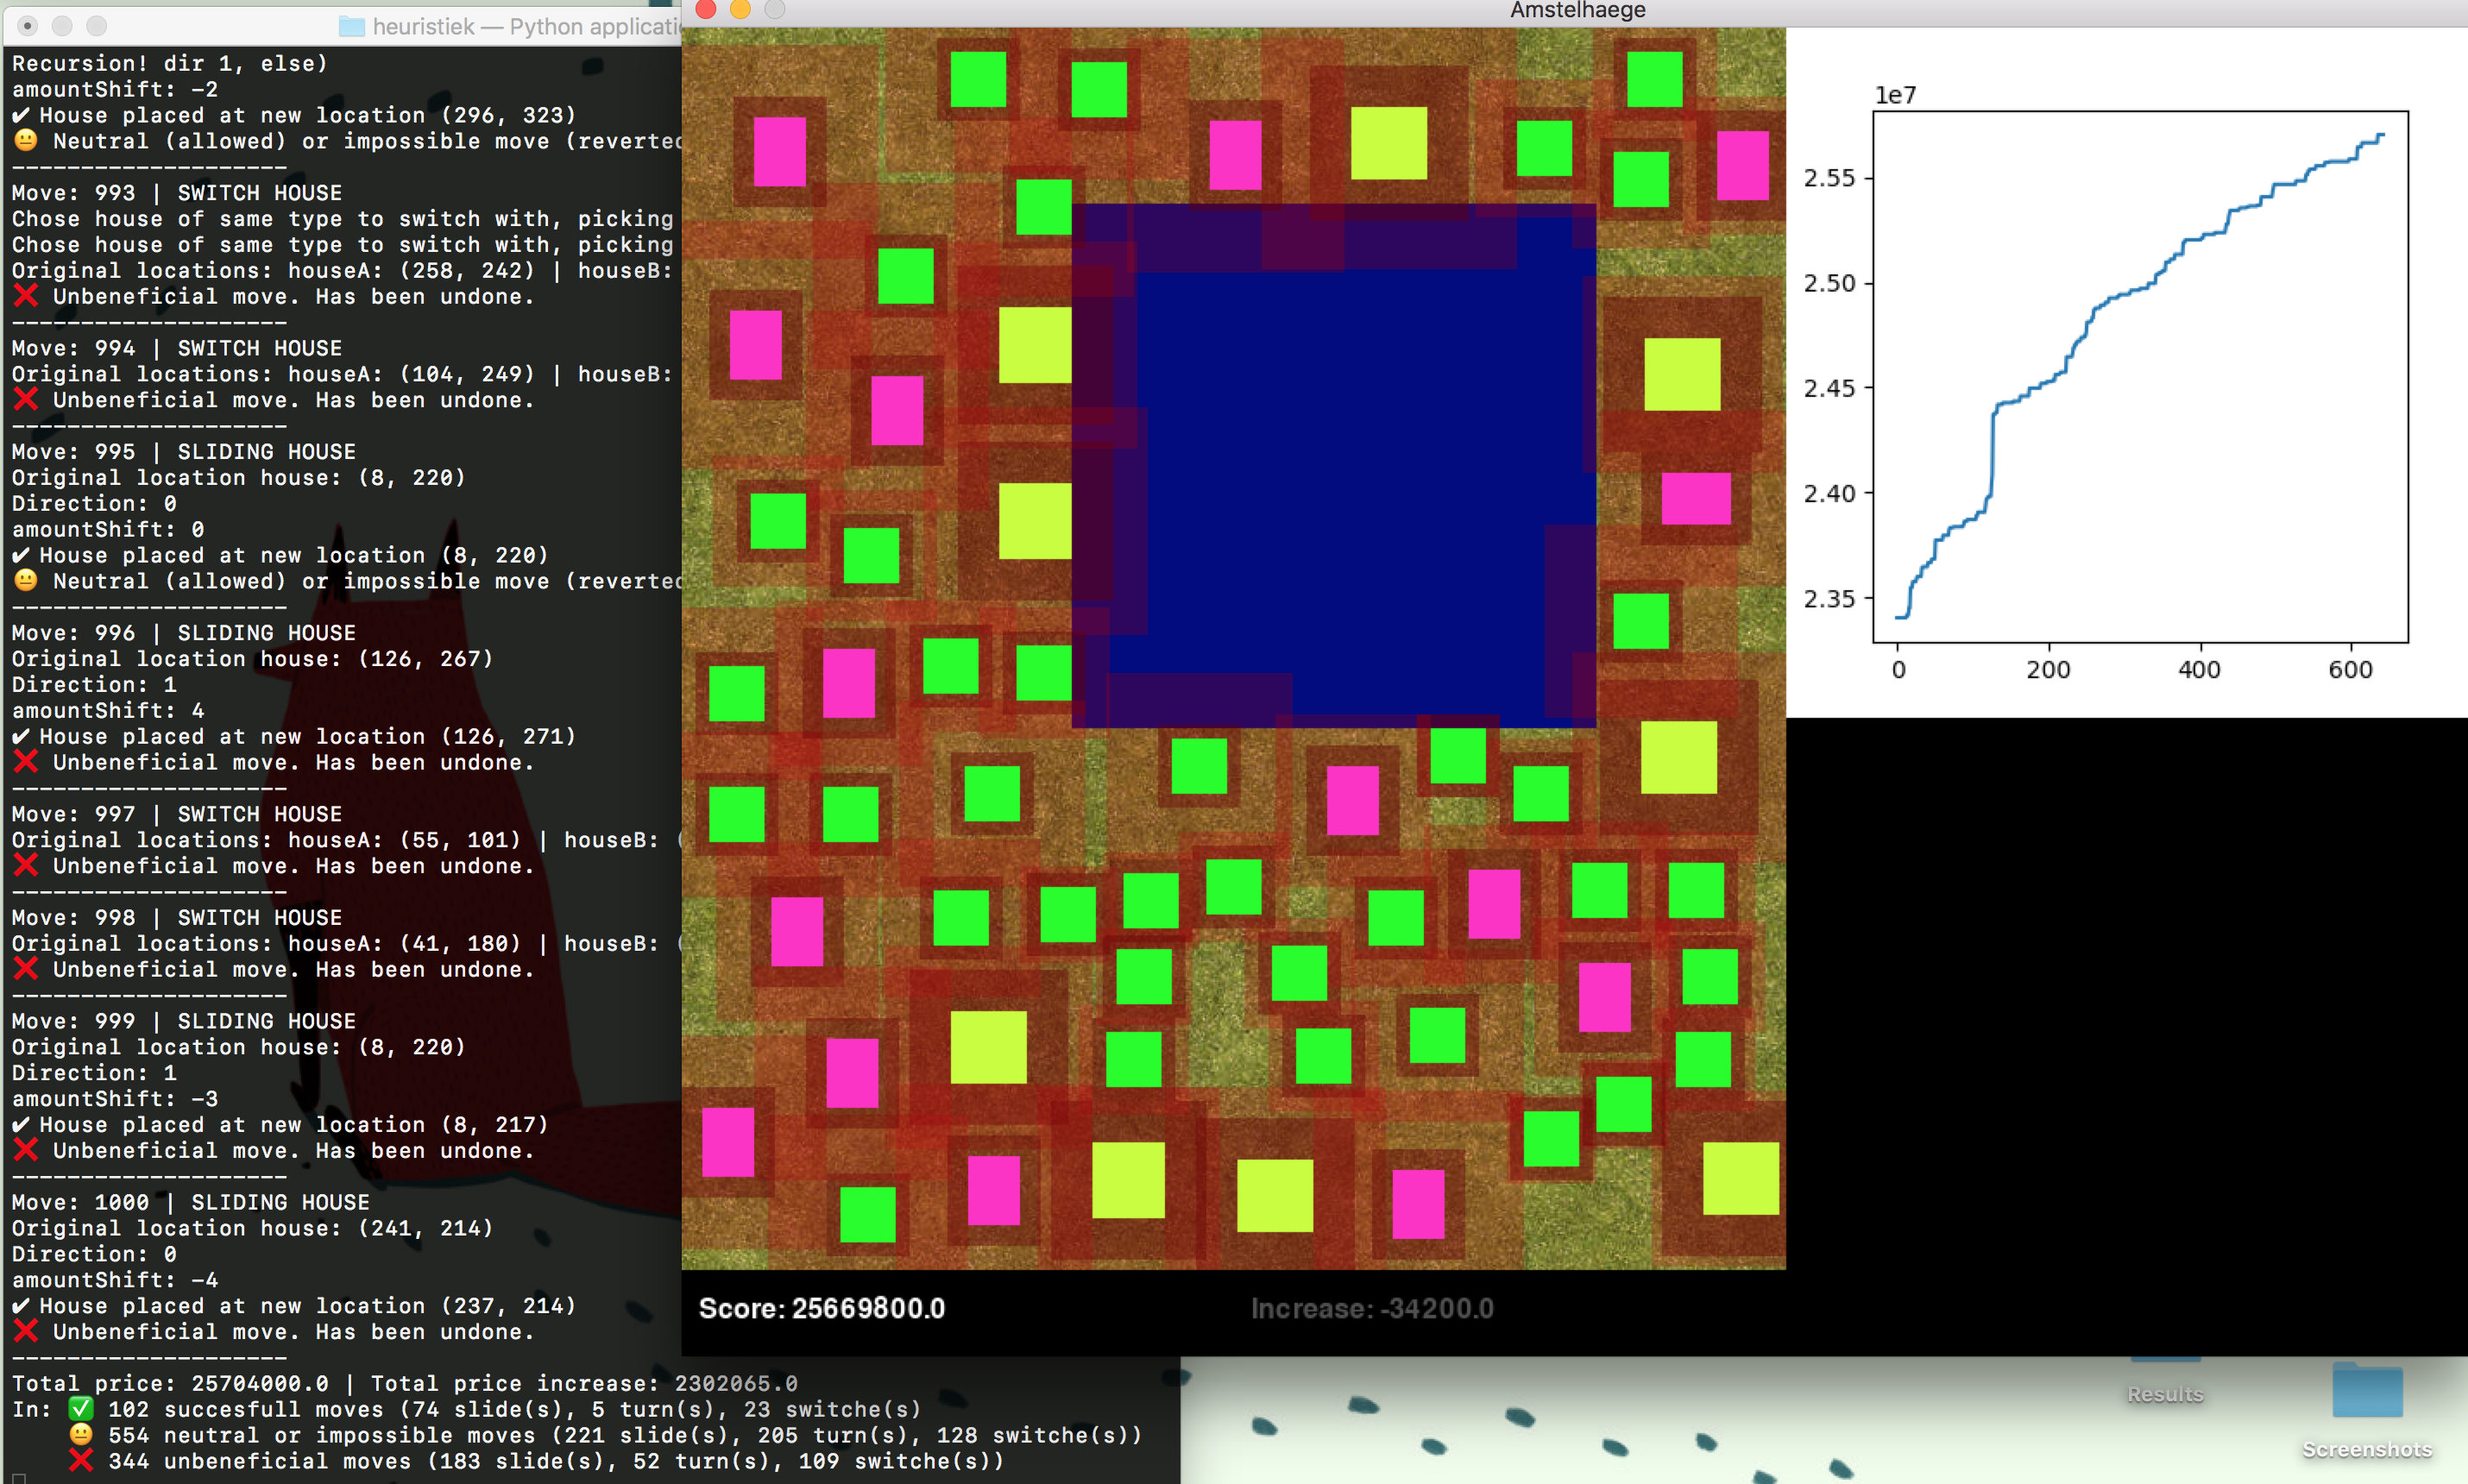 heuristiek — Python applicati
Recursion! dir 1, else)
amountShift: -2
✔ House placed at new location (296, 323)
😐 Neutral (allowed) or impossible move (reverted
--------------------
Move: 993 | SWITCH HOUSE
Chose house of same type to switch with, picking
Chose house of same type to switch with, picking
Original locations: houseA: (258, 242) | houseB:
❌ Unbeneficial move. Has been undone.
--------------------
Move: 994 | SWITCH HOUSE
Original locations: houseA: (104, 249) | houseB:
❌ Unbeneficial move. Has been undone.
--------------------
Move: 995 | SLIDING HOUSE
Original location house: (8, 220)
Direction: 0
amountShift: 0
✔ House placed at new location (8, 220)
😐 Neutral (allowed) or impossible move (reverted
--------------------
Move: 996 | SLIDING HOUSE
Original location house: (126, 267)
Direction: 1
amountShift: 4
✔ House placed at new location (126, 271)
❌ Unbeneficial move. Has been undone.
--------------------
Move: 997 | SWITCH HOUSE
Original locations: houseA: (55, 101) | houseB: (
❌ Unbeneficial move. Has been undone.
--------------------
Move: 998 | SWITCH HOUSE
Original locations: houseA: (41, 180) | houseB: (
❌ Unbeneficial move. Has been undone.
--------------------
Move: 999 | SLIDING HOUSE
Original location house: (8, 220)
Direction: 1
amountShift: -3
✔ House placed at new location (8, 217)
❌ Unbeneficial move. Has been undone.
--------------------
Move: 1000 | SLIDING HOUSE
Original location house: (241, 214)
Direction: 0
amountShift: -4
✔ House placed at new location (237, 214)
❌ Unbeneficial move. Has been undone.
--------------------
Total price: 25704000.0 | Total price increase: 2302065.0
In: ✅ 102 succesfull moves (74 slide(s), 5 turn(s), 23 switche(s)
😐 554 neutral or impossible moves (221 slide(s), 205 turn(s), 128 switche(s))
❌ 344 unbeneficial moves (183 slide(s), 52 turn(s), 109 switche(s))
Amstelhaege
1e7
2.55
2.50
2.45
2.40
2.35
0 200 400 600
Score: 25669800.0
Increase: -34200.0
Results
Screenshots